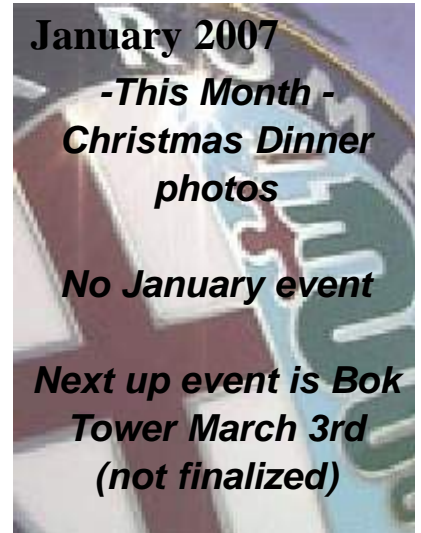 January 2007
-This Month -
Christmas Dinner
photos
No January event
Next up event is Bok
Tower March 3rd
(not finalized)